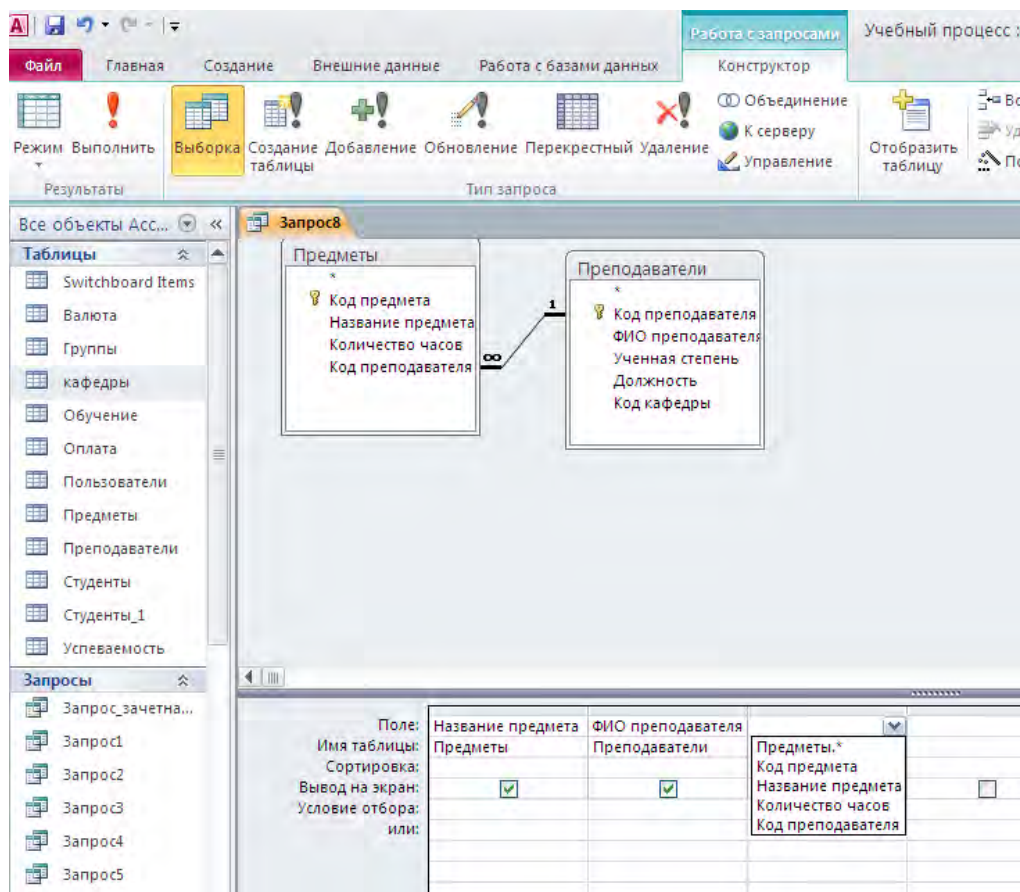 Работа с запросами
Учебный процесс :
Файл Главная Создание Внешние данные Работа с базами данных Конструктор
Режим Выполнить Выборка Создание таблицы Добавление Обновление Перекрестный Удаление
Объединение
К серверу
Управление
Отобразить таблицу
Результаты
Тип запроса
Все объекты Acc...
Запрос8
Таблицы
Switchboard Items
Валюта
Группы
кафедры
Обучение
Оплата
Пользователи
Предметы
Преподаватели
Студенты
Студенты_1
Успеваемость
Запросы
Запрос_зачетна...
Запрос1
Запрос2
Запрос3
Запрос4
Запрос5
Предметы
*
Код предмета
Название предмета
Количество часов
Код преподавателя
∞
1
Преподаватели
*
Код преподавателя
ФИО преподавателя
Ученная степень
Должность
Код кафедры
Поле: Название предмета ФИО преподавателя
Имя таблицы: Предметы Преподаватели
Сортировка:
Вывод на экран:
Условие отбора:
или:
Предметы.*
Код предмета
Название предмета
Количество часов
Код преподавателя